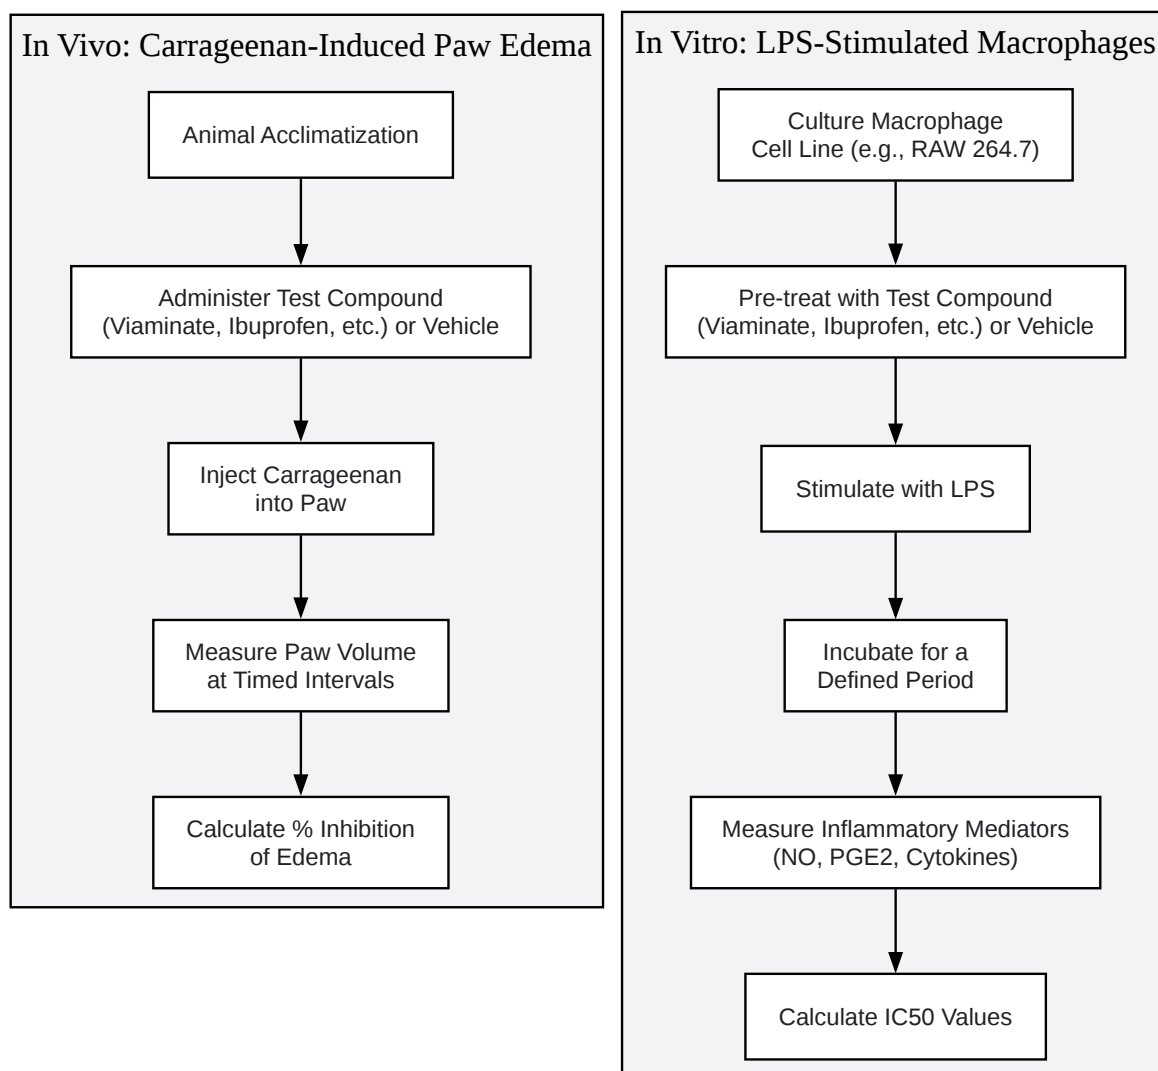 In Vivo: Carrageenan-Induced Paw Edema
Animal Acclimatization
Administer Test Compound
(Viaminate, Ibuprofen, etc.) or Vehicle
Inject Carrageenan
into Paw
Measure Paw Volume
at Timed Intervals
Calculate % Inhibition
of Edema
In Vitro: LPS-Stimulated Macrophages
Culture Macrophage
Cell Line (e.g., RAW 264.7)
Pre-treat with Test Compound
(Viaminate, Ibuprofen, etc.) or Vehicle
Stimulate with LPS
Incubate for a
Defined Period
Measure Inflammatory Mediators
(NO, PGE2, Cytokines)
Calculate IC50 Values